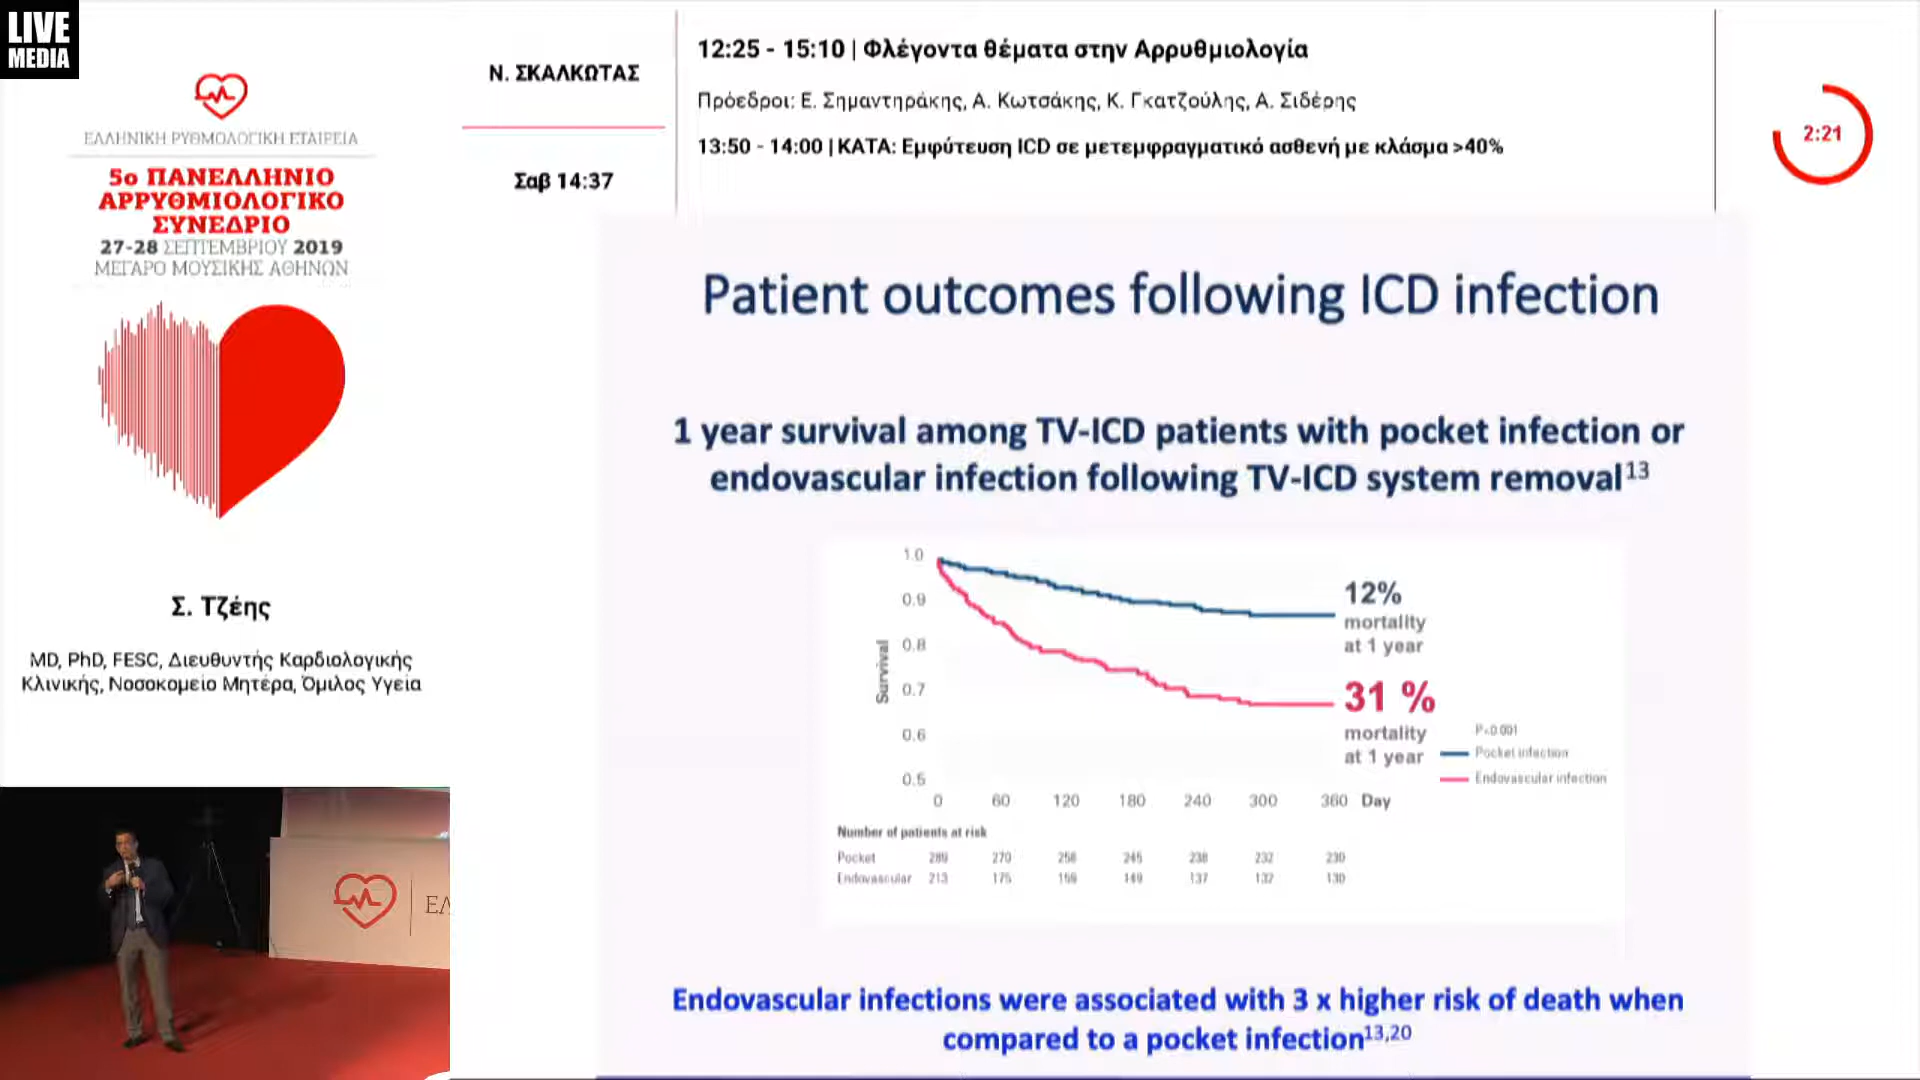 LIVE
MEDIA
ΕΛΛΗΝΙΚΗ ΡΥΘΜΟΛΟΓΙΚΗ ΕΤΑΙΡΕΙΑ
5ο ΠΑΝΕΛΛΗΝΙΟ
ΑΡΡΥΘΜΙΟΛΟΓΙΚΟ
ΣΥΝΕΔΡΙΟ
27-28 ΣΕΠΤΕΜΒΡΙΟΥ 2019
ΜΕΓΑΡΟ ΜΟΥΣΙΚΗΣ ΑΘΗΝΩΝ
Σ. Τζέης
MD, PhD, FESC, Διευθυντής Καρδιολογικής
Κλινικής, Νοσοκομείο Μητέρα, Όμιλος Υγεία
Ν. ΣΚΑΛΚΩΤΑΣ
Σαβ 14:37
12:25 - 15:10 | Φλέγοντα θέματα στην Αρρυθμιολογία
Πρόεδροι: Ε. Σημαντηράκης, Α. Κωτσάκης, Κ. Γκατζούλης, Α. Σιδέρης
13:50 - 14:00 | ΚΑΤΑ: Εμφύτευση ICD σε μετεμφραγματικό ασθενή με κλάσμα >40%
2:21
Patient outcomes following ICD infection
1 year survival among TV-ICD patients with pocket infection or
endovascular infection following TV-ICD system removal13
1.0
0.9
0.8
0.7
0.6
0.5
Survival
12%
mortality
at 1 year
31 %
mortality
at 1 year
P<0.001
Pocket infection
Endovascular infection
0 60 120 180 240 300 360 Day
Number of patients at risk
Pocket 289 270 258 245 238 232 230
Endovascular 213 175 159 149 137 132 130
Endovascular infections were associated with 3 x higher risk of death when
compared to a pocket infection13,20
ΕΛ